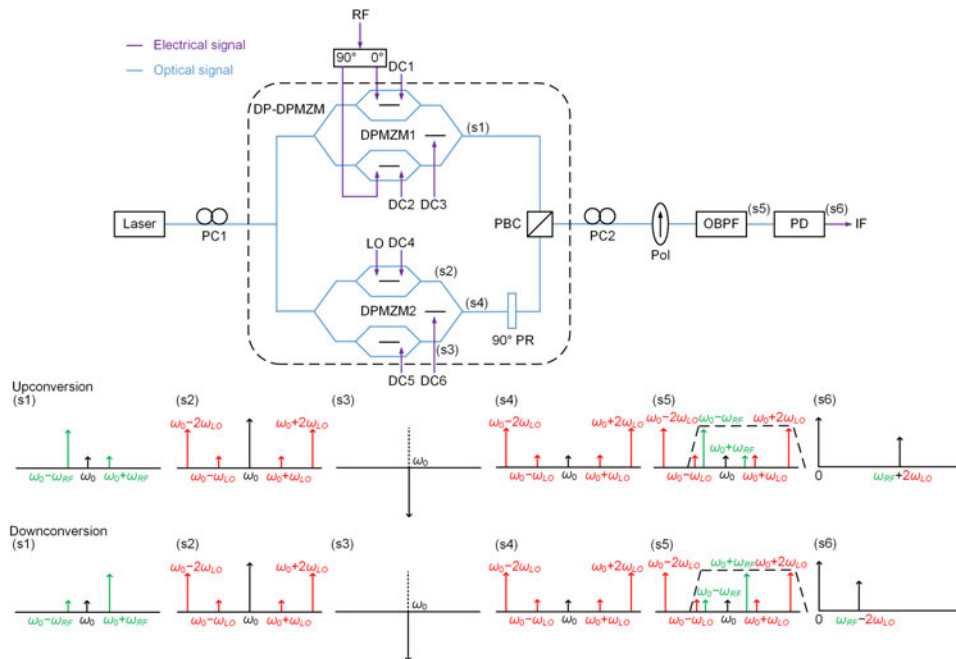 RF
Electrical signal
Optical signal
90° 0°
DC1
DP-DPMZM
DPMZM1
(s1)
DC2 DC3
Laser
PC1
PBC
PC2
Pol
OBPF
(s5)
PD
(s6)
IF
LO DC4
(s2)
DPMZM2
(s4)
(s3)
90° PR
DC5 DC6
Upconversion
(s1) (s2) (s3) (s4) (s5) (s6)
ω0-2ωLO ω0+2ωLO ω0-2ωLO ω0+2ωLO ω0-2ωLO ω0-ωRF ω0+2ωLO
ω0+ωRF
ω0-ωRF ω0 ω0+ωRF ω0-ωLO ω0 ω0+ωLO ω0 ω0-ωLO ω0 ω0+ωLO ω0-ωLO ω0 ω0+ωLO 0 ωRF+2ωLO
Downconversion
(s1) (s2) (s3) (s4) (s5) (s6)
ω0-2ωLO ω0+2ωLO ω0-2ωLO ω0+2ωLO ω0-2ωLO ω0+ωRF ω0+2ωLO
ω0-ωRF
ω0-ωRF ω0 ω0+ωRF ω0-ωLO ω0 ω0+ωLO ω0 ω0-ωLO ω0 ω0+ωLO ω0-ωLO ω0 ω0+ωLO 0 ωRF-2ωLO